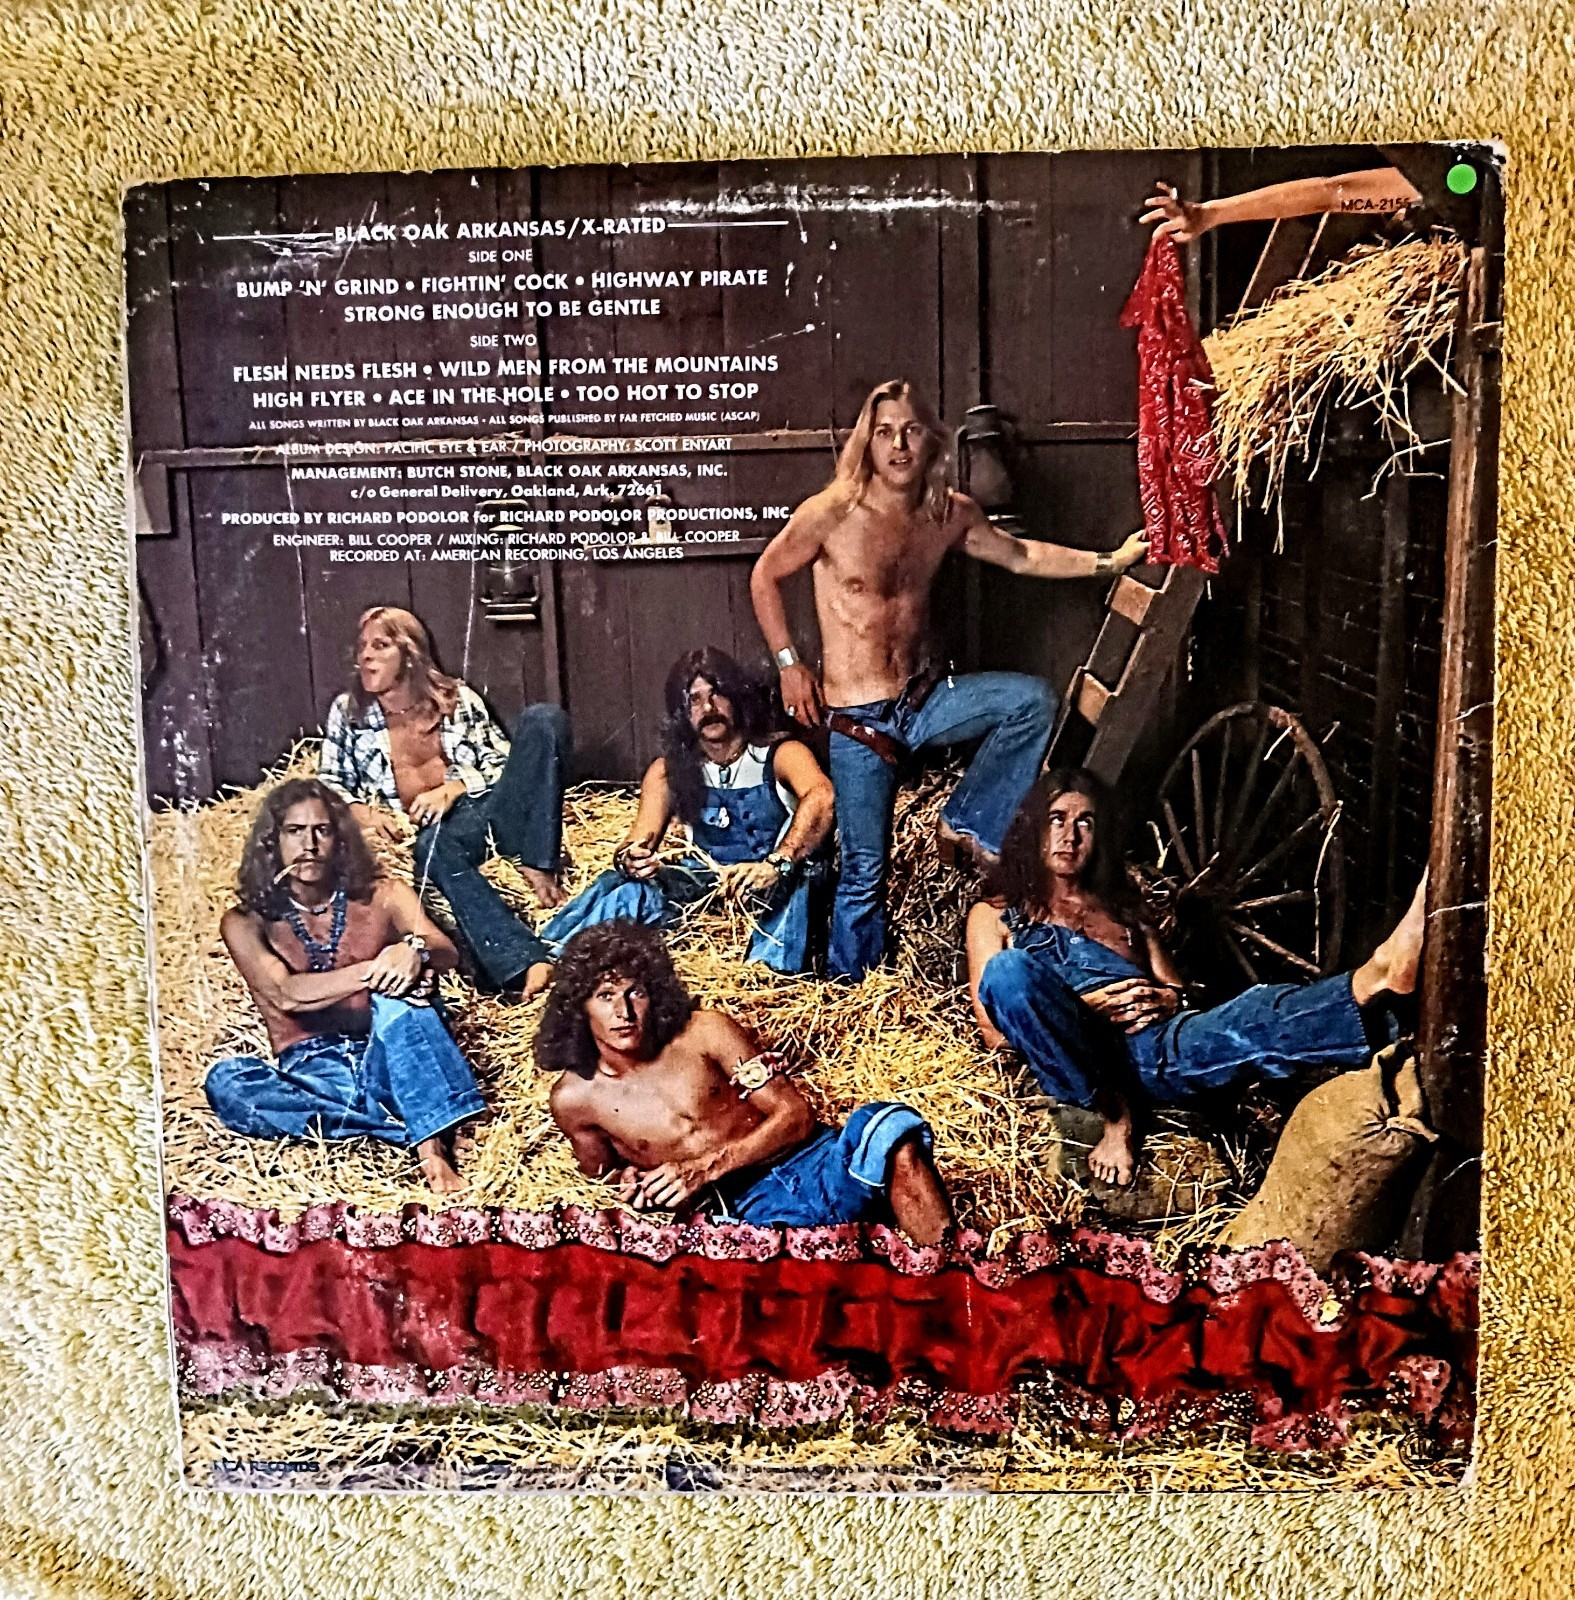 BLACK OAK ARKANSAS/X-RATED
MCA-2155
SIDE ONE
BUMP 'N' GRIND • FIGHTIN' COCK • HIGHWAY PIRATE
STRONG ENOUGH TO BE GENTLE
SIDE TWO
FLESH NEEDS FLESH • WILD MEN FROM THE MOUNTAINS
HIGH FLYER • ACE IN THE HOLE • TOO HOT TO STOP
ALL SONGS WRITTEN BY BLACK OAK ARKANSAS • ALL SONGS PUBLISHED BY FAR FETCHED MUSIC (ASCAP)
ALBUM DESIGN: PACIFIC EYE & EAR / PHOTOGRAPHY: SCOTT ENYART
MANAGEMENT: BUTCH STONE, BLACK OAK ARKANSAS, INC.
c/o General Delivery, Oakland, Ark. 72661
PRODUCED BY RICHARD PODOLOR for RICHARD PODOLOR PRODUCTIONS, INC.
ENGINEER: BILL COOPER / MIXING: RICHARD PODOLOR & BILL COOPER
RECORDED AT: AMERICAN RECORDING, LOS ANGELES
MCA RECORDS